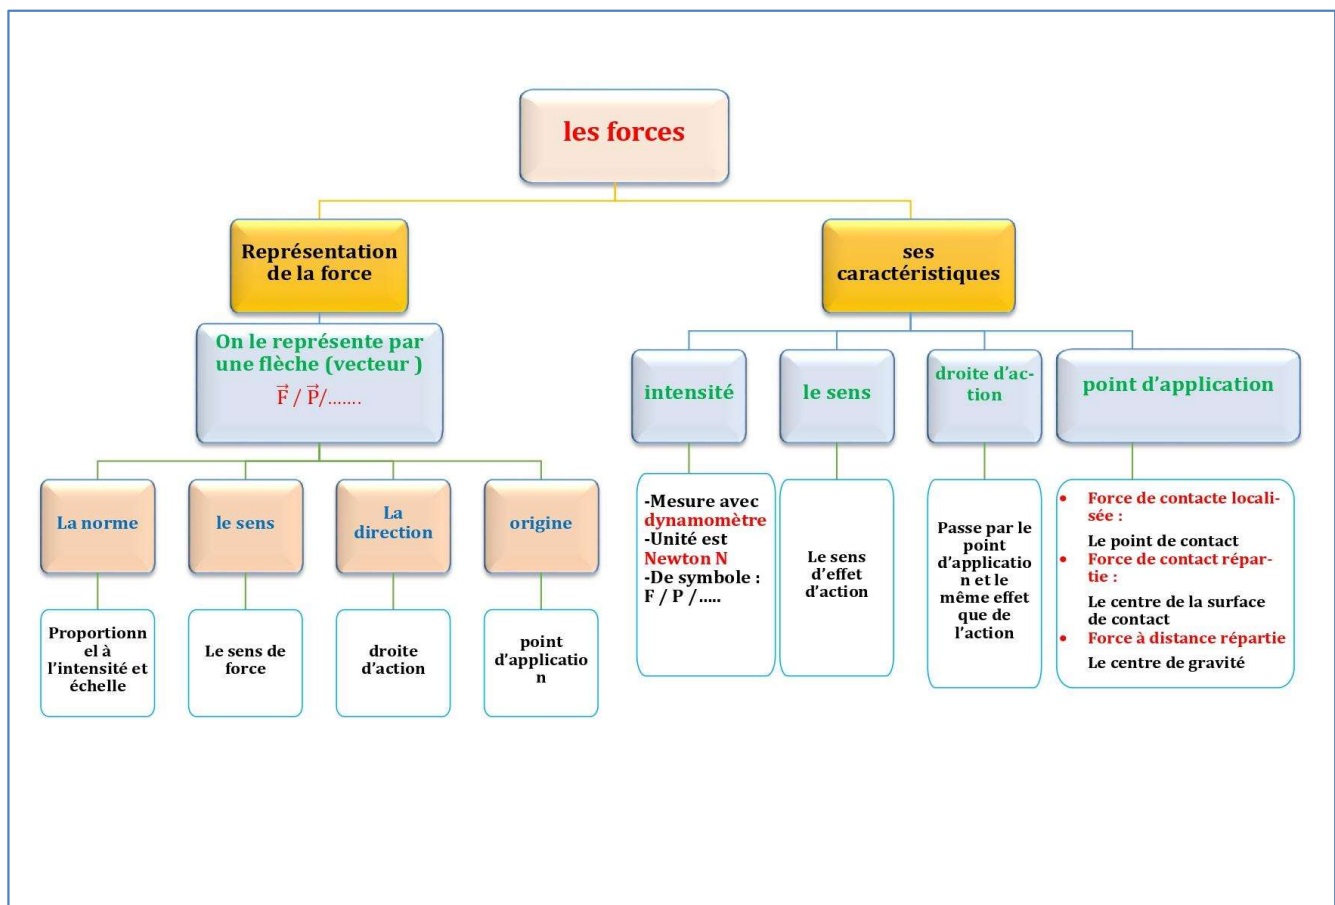 les forces
Représentation
de la force
On le représente par
une flèche (vecteur )
F⃗ / P⃗/.......
La norme
Proportionn
el à
l’intensité et
échelle
le sens
Le sens de
force
La
direction
droite
d’action
origine
point
d’applicatio
n
ses
caractéristiques
intensité
-Mesure avec
dynamomètre
-Unité est
Newton N
-De symbole :
F / P /.....
le sens
Le sens
d’effet
d’action
droite d’ac-
tion
Passe par le
point
d’applicatio
n et le
même effet
que de
l’action
point d’application
• Force de contacte locali-
sée :
Le point de contact
• Force de contact répar-
tie :
Le centre de la surface
de contact
• Force à distance répartie
Le centre de gravité